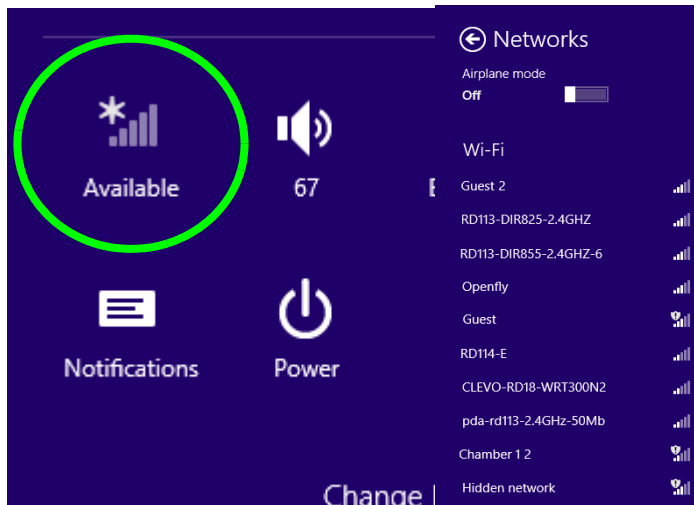 Available
67
Notifications
Power
Change
Networks
Airplane mode
Off
Wi-Fi
Guest 2
RD113-DIR825-2.4GHZ
RD113-DIR855-2.4GHZ-6
Openfly
Guest
RD114-E
CLEVO-RD18-WRT300N2
pda-rd113-2.4GHz-50Mb
Chamber 1 2
Hidden network